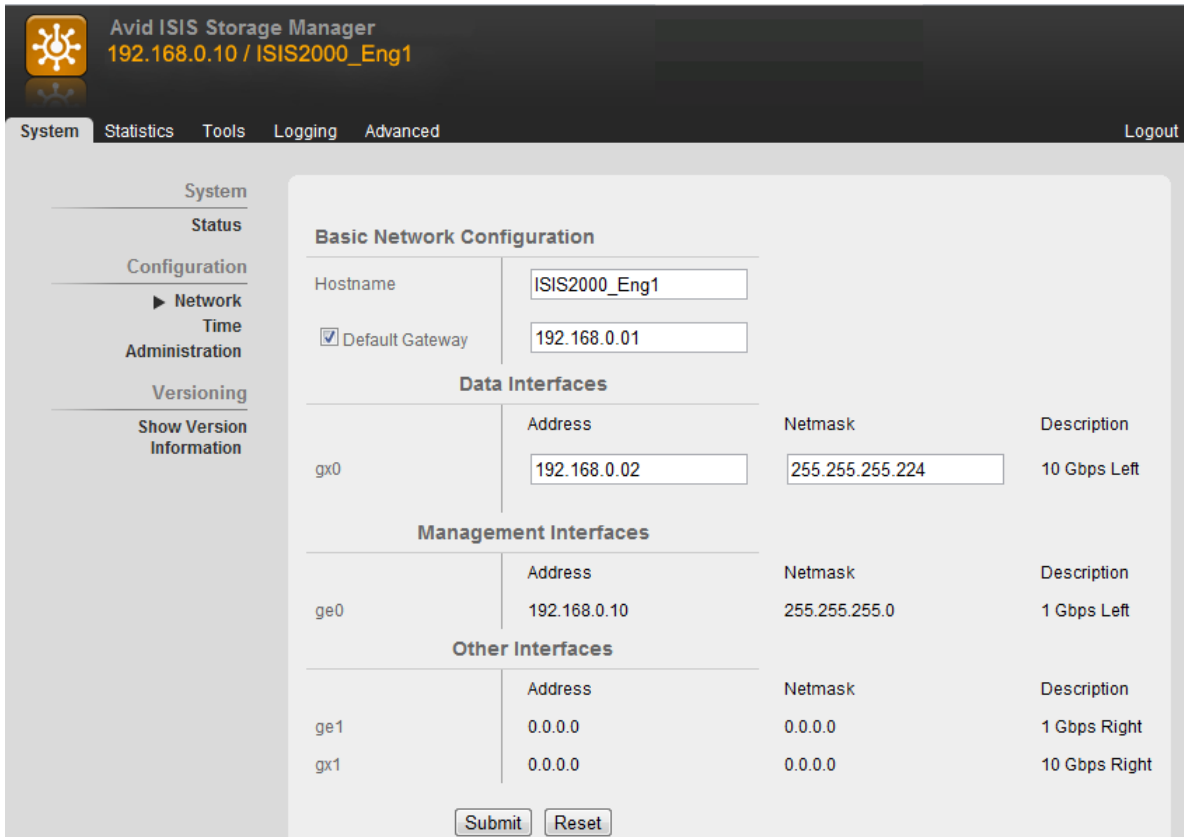 Avid ISIS Storage Manager
192.168.0.10 / ISIS2000_Eng1
System Statistics Tools Logging Advanced Logout
System
Status
Configuration
Network
Time
Administration
Versioning
Show Version
Information
Basic Network Configuration
Hostname ISIS2000_Eng1
Default Gateway 192.168.0.01
Data Interfaces
Address Netmask Description
gx0 192.168.0.02 255.255.255.224 10 Gbps Left
Management Interfaces
Address Netmask Description
ge0 192.168.0.10 255.255.255.0 1 Gbps Left
Other Interfaces
Address Netmask Description
ge1 0.0.0.0 0.0.0.0 1 Gbps Right
gx1 0.0.0.0 0.0.0.0 10 Gbps Right
Submit Reset